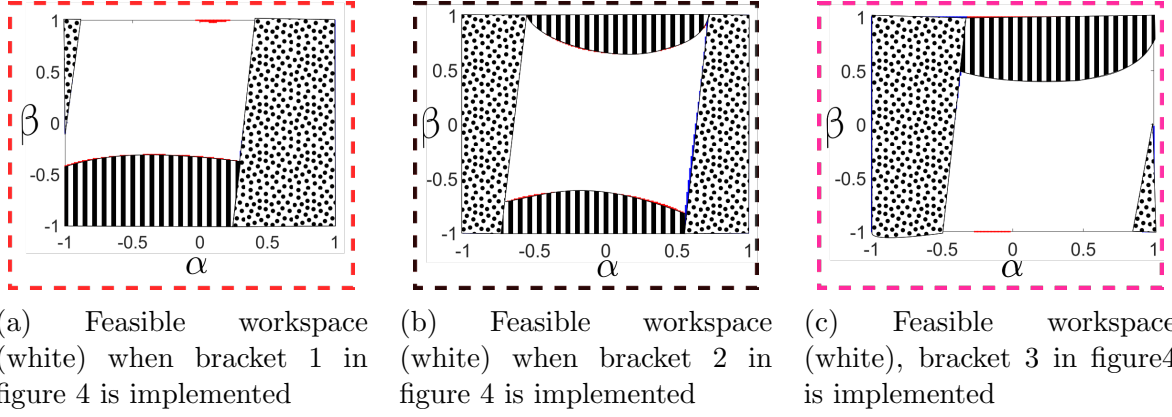 1
0.5
0
-0.5
-1
β
-1
-0.5
0
0.5
1
α
1
0.5
0
-0.5
-1
β
-1
-0.5
0
0.5
1
α
1
0.5
0
-0.5
-1
β
-1
-0.5
0
0.5
1
α
(a) Feasible workspace
(white) when bracket 1 in
figure 4 is implemented
(b) Feasible workspace
(white) when bracket 2 in
figure 4 is implemented
(c) Feasible workspace
(white), bracket 3 in figure4
is implemented